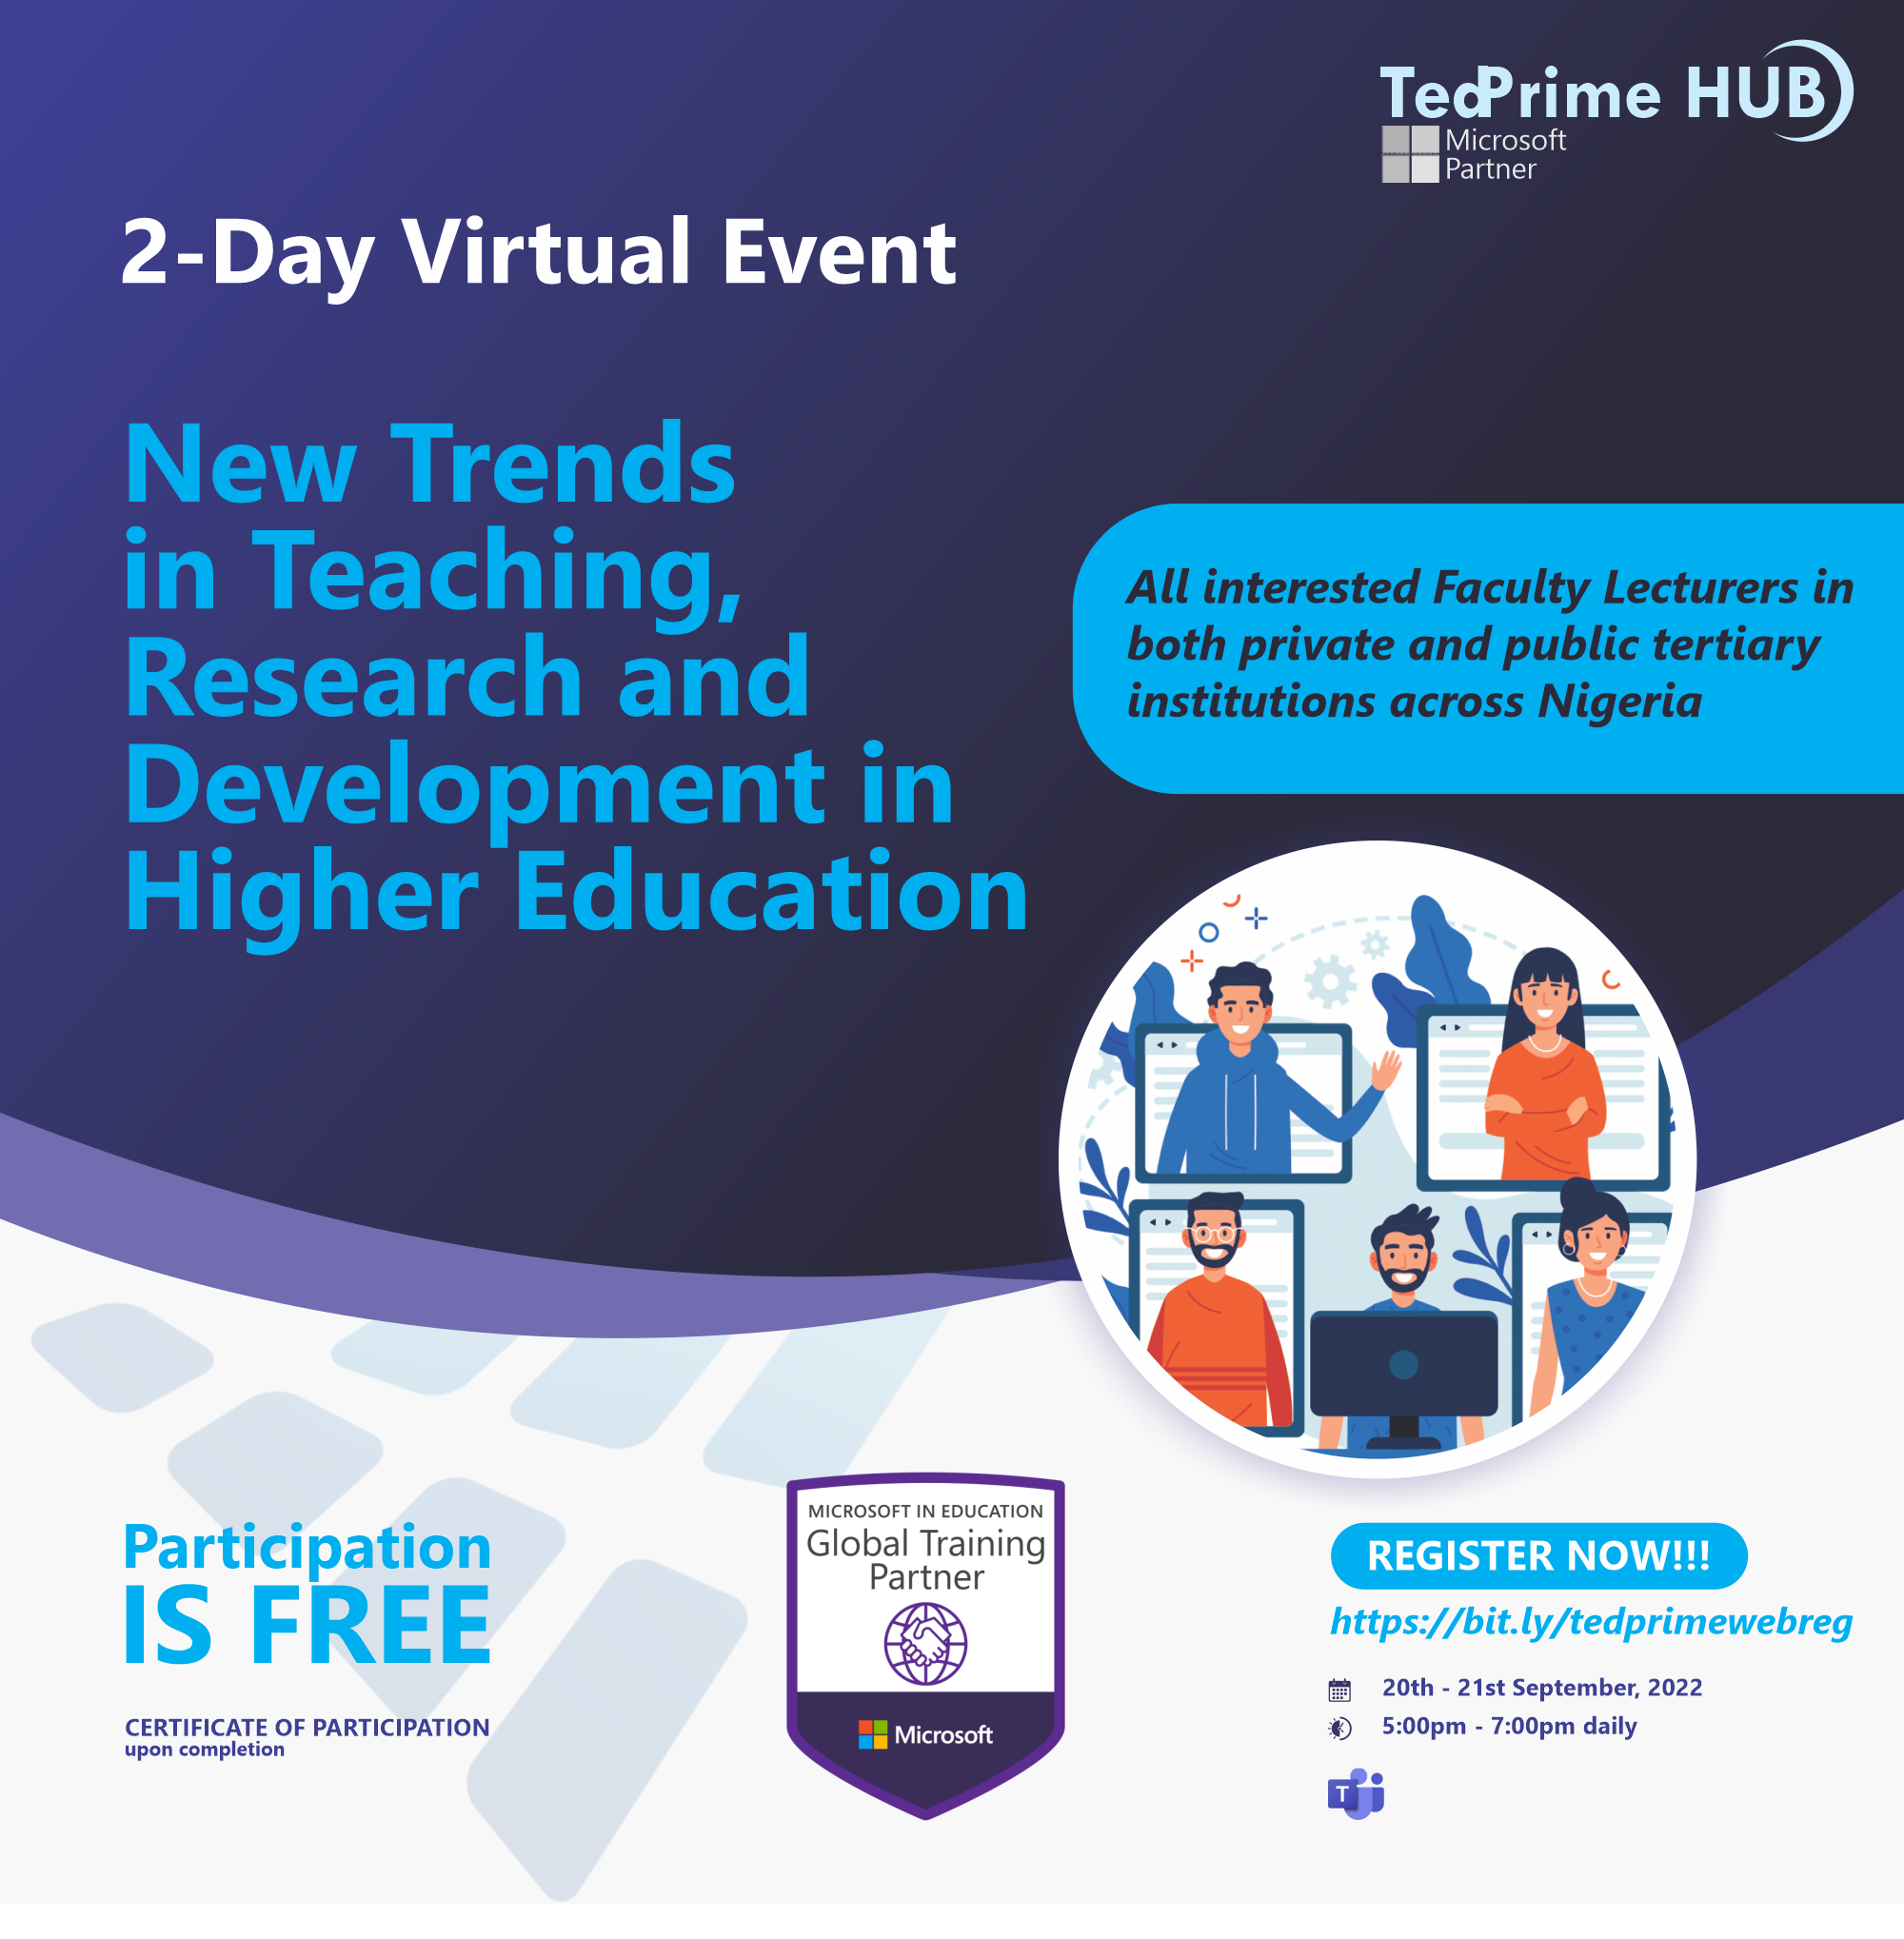 TedPrime HUB
Microsoft
Partner
2-Day Virtual Event
New Trends
in Teaching,
Research and
Development in
Higher Education
All interested Faculty Lecturers in
both private and public tertiary
institutions across Nigeria
Participation
IS FREE
CERTIFICATE OF PARTICIPATION
upon completion
MICROSOFT IN EDUCATION
Global Training
Partner
Microsoft
REGISTER NOW!!!
https://bit.ly/tedprimewebreg
20th - 21st September, 2022
5:00pm - 7:00pm daily
T